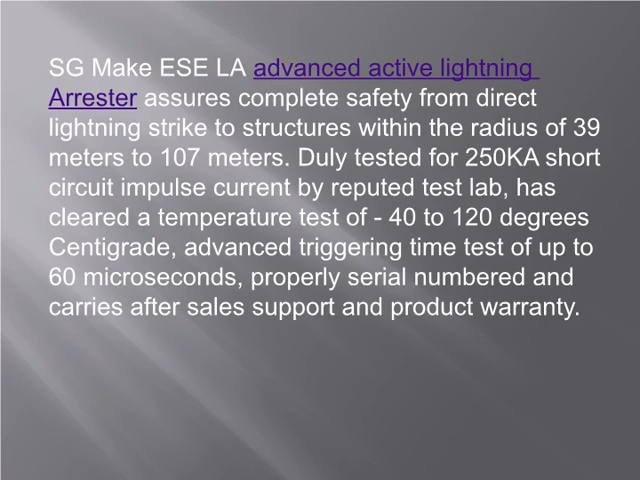 SG Make ESE LA advanced active lightning
Arrester assures complete safety from direct
lightning strike to structures within the radius of 39
meters to 107 meters. Duly tested for 250KA short
circuit impulse current by reputed test lab, has
cleared a temperature test of - 40 to 120 degrees
Centigrade, advanced triggering time test of up to
60 microseconds, properly serial numbered and
carries after sales support and product warranty.